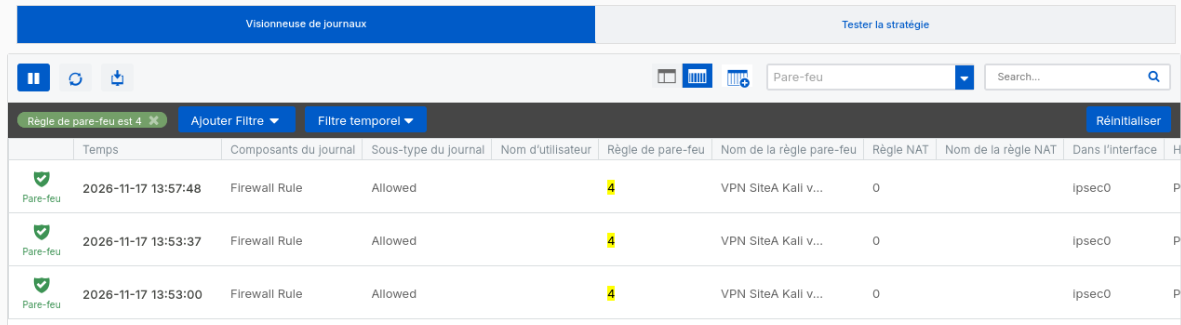 Visionneuse de journaux Tester la stratégie
Pare-feu Search...
Règle de pare-feu est 4 Ajouter Filtre Filtre temporel Réinitialiser
Temps Composants du journal Sous-type du journal Nom d'utilisateur Règle de pare-feu Nom de la règle pare-feu Règle NAT Nom de la règle NAT Dans l'interface
2026-11-17 13:57:48 Firewall Rule Allowed 4 VPN SiteA Kali v... 0 ipsec0 P
Pare-feu
2026-11-17 13:53:37 Firewall Rule Allowed 4 VPN SiteA Kali v... 0 ipsec0 P
Pare-feu
2026-11-17 13:53:00 Firewall Rule Allowed 4 VPN SiteA Kali v... 0 ipsec0 P
Pare-feu